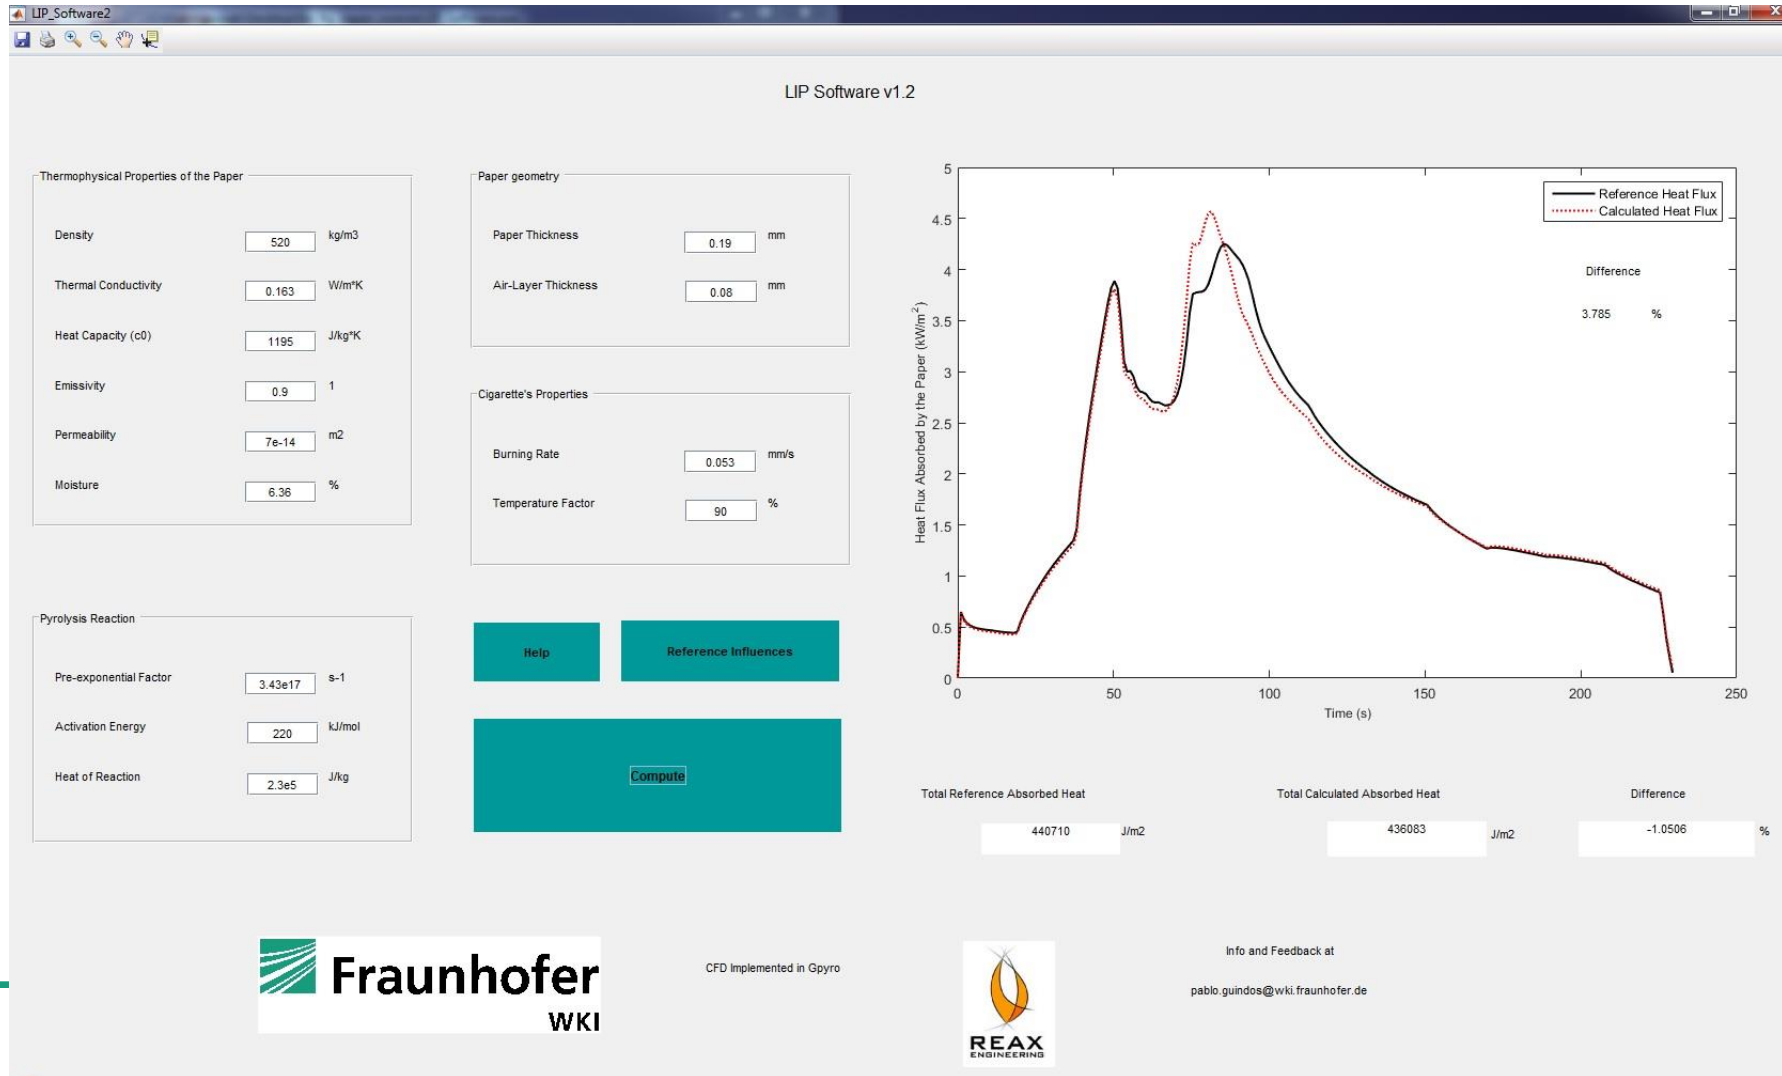 LIP_Software2
LIP Software v1.2
Thermophysical Properties of the Paper
Density 520 kg/m3
Thermal Conductivity 0.163 W/m*K
Heat Capacity (c0) 1195 J/kg*K
Emissivity 0.9 1
Permeability 7e-14 m2
Moisture 6.36 %
Pyrolysis Reaction
Pre-exponential Factor 3.43e17 s-1
Activation Energy 220 kJ/mol
Heat of Reaction 2.3e5 J/kg
Paper geometry
Paper Thickness 0.19 mm
Air-Layer Thickness 0.08 mm
Cigarette's Properties
Burning Rate 0.053 mm/s
Temperature Factor 90 %
Help
Reference Influences
Compute
Heat Flux Absorbed by the Paper (kW/m²)
5
4.5
4
3.5
3
2.5
2
1.5
1
0.5
0
0 50 100 150 200 250
Time (s)
Reference Heat Flux
Calculated Heat Flux
Difference
3.785 %
Total Reference Absorbed Heat
440710 J/m2
Total Calculated Absorbed Heat
436083 J/m2
Difference
-1.0506 %
Fraunhofer
WKI
CFD Implemented in Gpyro
REAX
ENGINEERING
Info and Feedback at
pablo.guindos@wki.fraunhofer.de